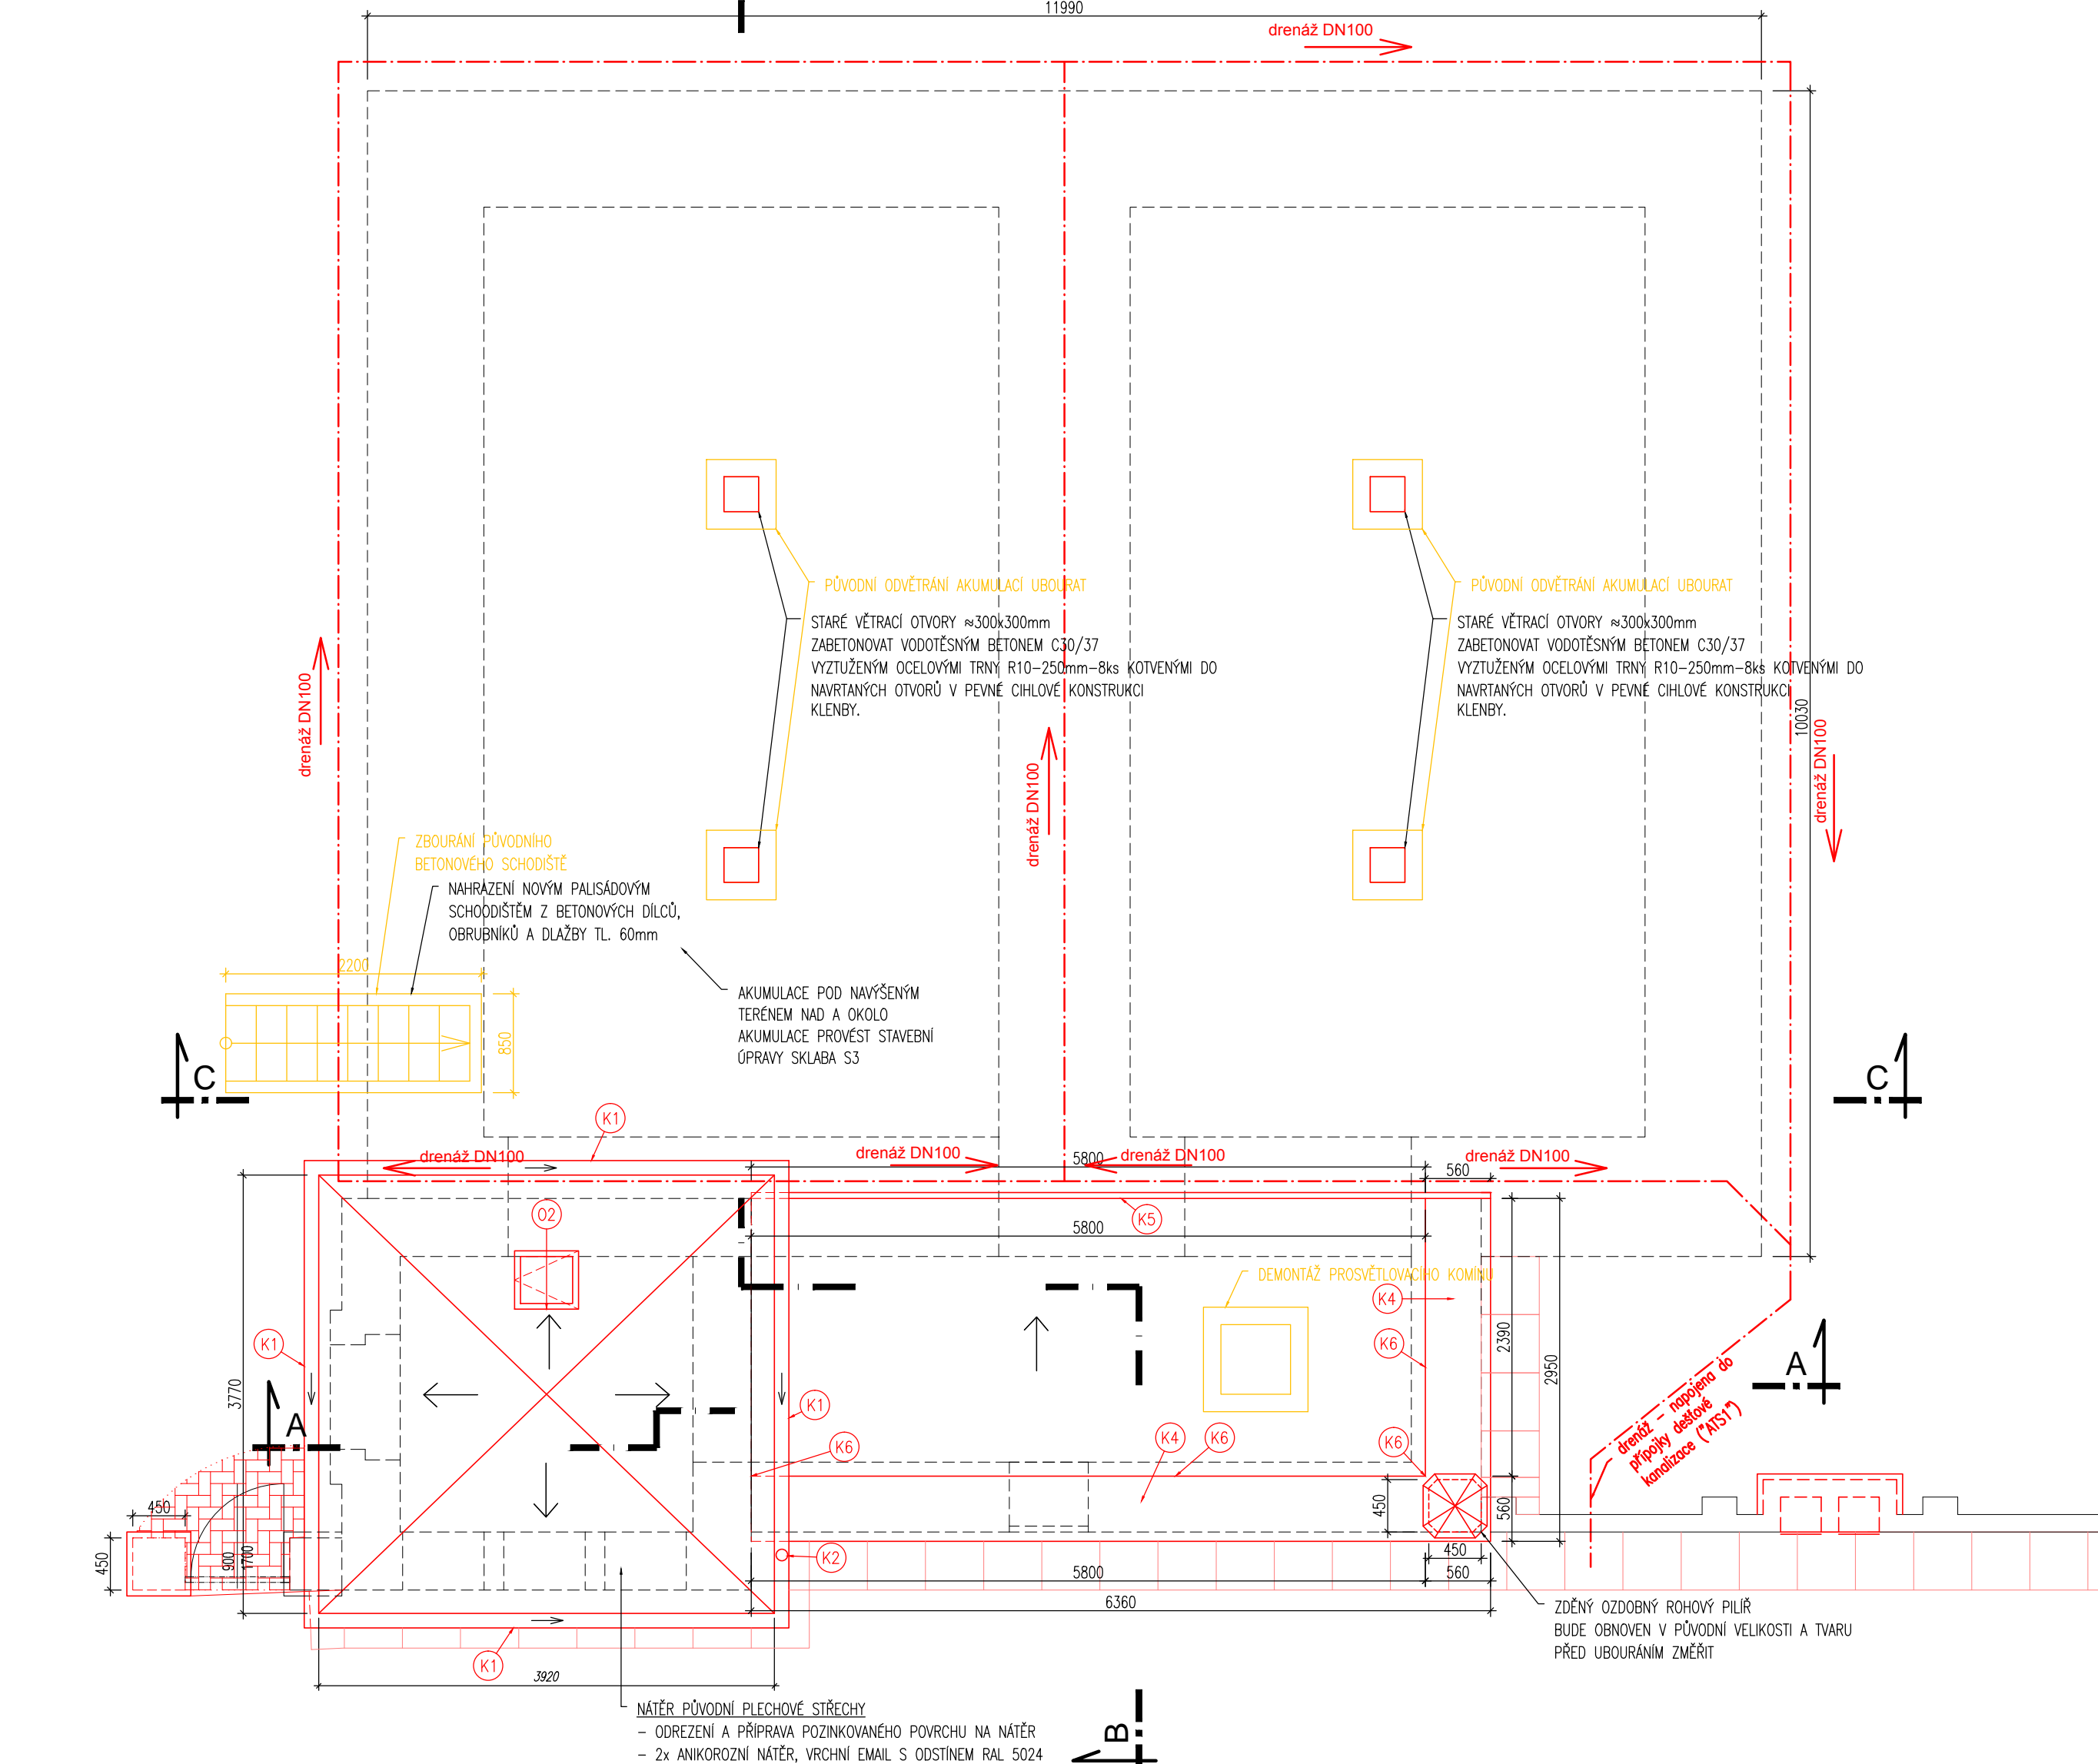 11990
drenáž DN100
PŮVODNÍ ODVĚTRÁNÍ AKUMULACÍ UBOURAT
STARÉ VĚTRACÍ OTVORY ≈300x300mm
ZABETONOVAT VODOTĚSNÝM BETONEM C30/37
VYZTUŽENÝM OCELOVÝMI TRNY R10-250mm-8ks KOTVENÝMI DO
NAVRTANÝCH OTVORŮ V PEVNÉ CIHLOVÉ KONSTRUKCI
KLENBY.
PŮVODNÍ ODVĚTRÁNÍ AKUMULACÍ UBOURAT
STARÉ VĚTRACÍ OTVORY ≈300x300mm
ZABETONOVAT VODOTĚSNÝM BETONEM C30/37
VYZTUŽENÝM OCELOVÝMI TRNY R10-250mm-8ks KOTVENÝMI DO
NAVRTANÝCH OTVORŮ V PEVNÉ CIHLOVÉ KONSTRUKCI
KLENBY.
drenáž DN100
drenáž DN100
10030
drenáž DN100
ZBOURÁNÍ PŮVODNÍHO
BETONOVÉHO SCHODIŠTĚ
NAHRAZENÍ NOVÝM PALISÁDOVÝM
SCHOODIŠTĚM Z BETONOVÝCH DÍLCŮ,
OBRUBNÍKŮ A DLAŽBY TL. 60mm
2200
850
AKUMULACE POD NAVÝŠENÝM
TERÉNEM NAD A OKOLO
AKUMULACE PROVÉST STAVEBNÍ
ÚPRAVY SKLABA S3
C
C
K1
drenáž DN100
drenáž DN100
5800
drenáž DN100
drenáž DN100
560
O2
K5
5800
DEMONTÁŽ PROSVĚTLOVACÍHO KOMÍNU
K4
K6
2390
2950
K1
3770
A
A
K1
K6
K4
K6
K6
drenáž - napojena do
přípojky dešťové
kanalizace ("ATS1")
450
450
900
1700
450
560
K2
450
5800
560
6360
K1
3920
ZDĚNÝ OZDOBNÝ ROHOVÝ PILÍŘ
BUDE OBNOVEN V PŮVODNÍ VELIKOSTI A TVARU
PŘED UBOURÁNÍM ZMĚŘIT
NÁTĚR PŮVODNÍ PLECHOVÉ STŘECHY
- ODREZENÍ A PŘÍPRAVA POZINKOVANÉHO POVRCHU NA NÁTĚR
- 2x ANIKOROZNÍ NÁTĚR, VRCHNÍ EMAIL S ODSTÍNEM RAL 5024
B